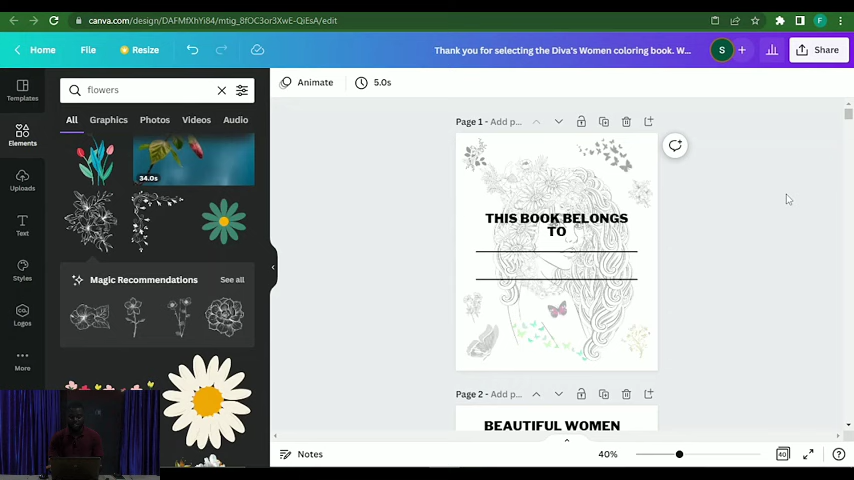 canva.com/design/DAFMfXhYi84/mtig_8fOC3or3XwE-QiEsA/edit
F
Home
File
Resize
Thank you for selecting the Diva's Women coloring book. W...
S
+
Share
Templates
Elements
Uploads
Text
Styles
Logos
More
flowers
All
Graphics
Photos
Videos
Audio
34.0s
Magic Recommendations
See all
Animate
5.0s
Page 1 - Add p...
THIS BOOK BELONGS
TO
Page 2 - Add p...
BEAUTIFUL WOMEN
Notes
40%
40
?